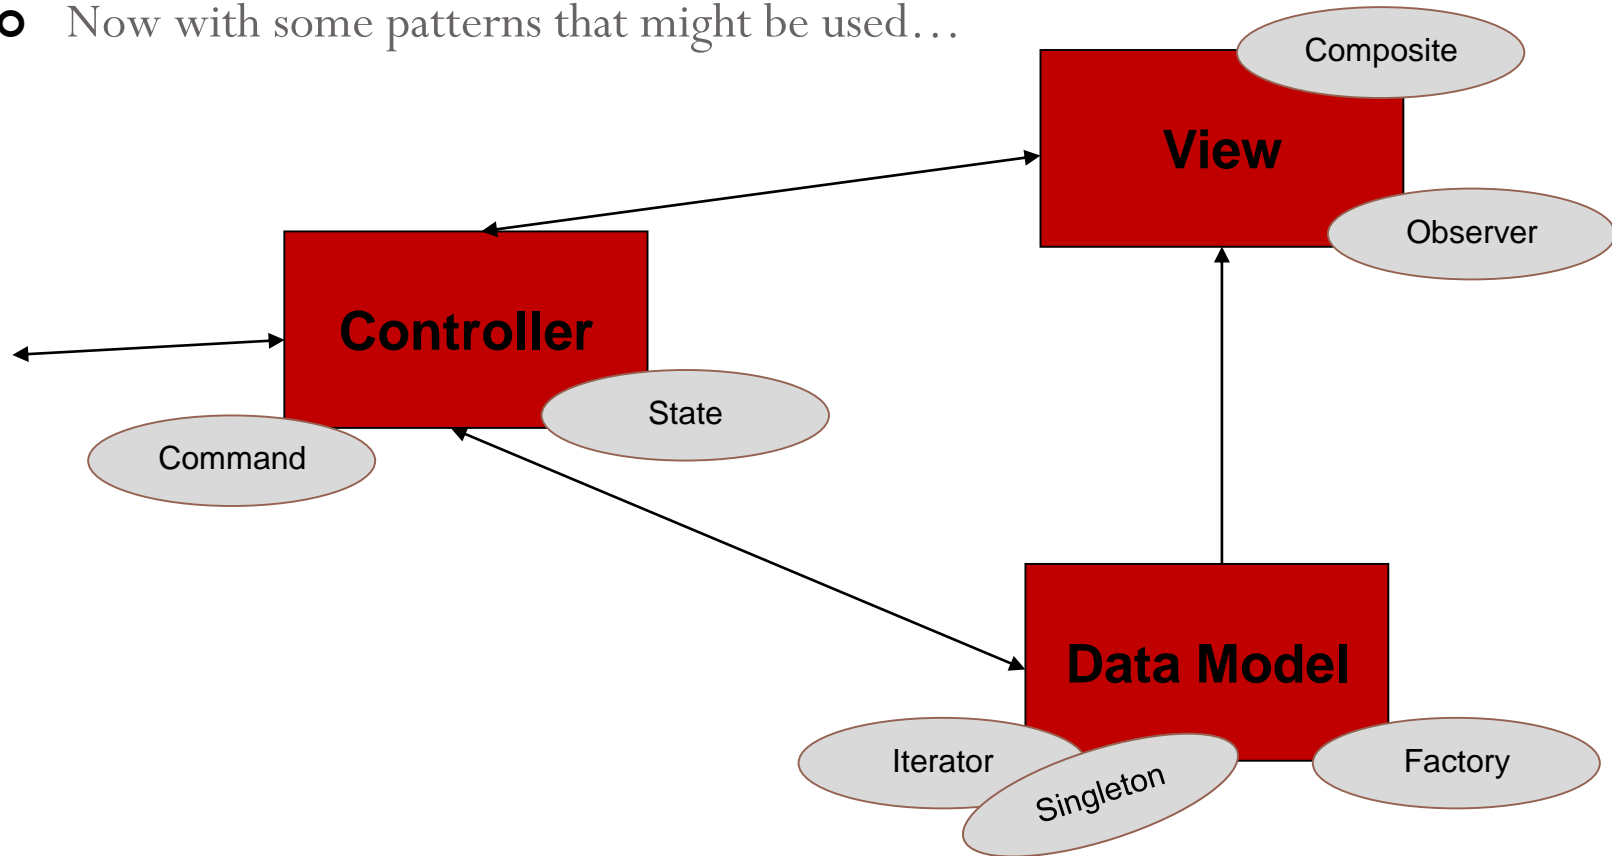 Now with some patterns that might be used…
Composite
View
Observer
Controller
State
Command
Data Model
Iterator
Singleton
Factory